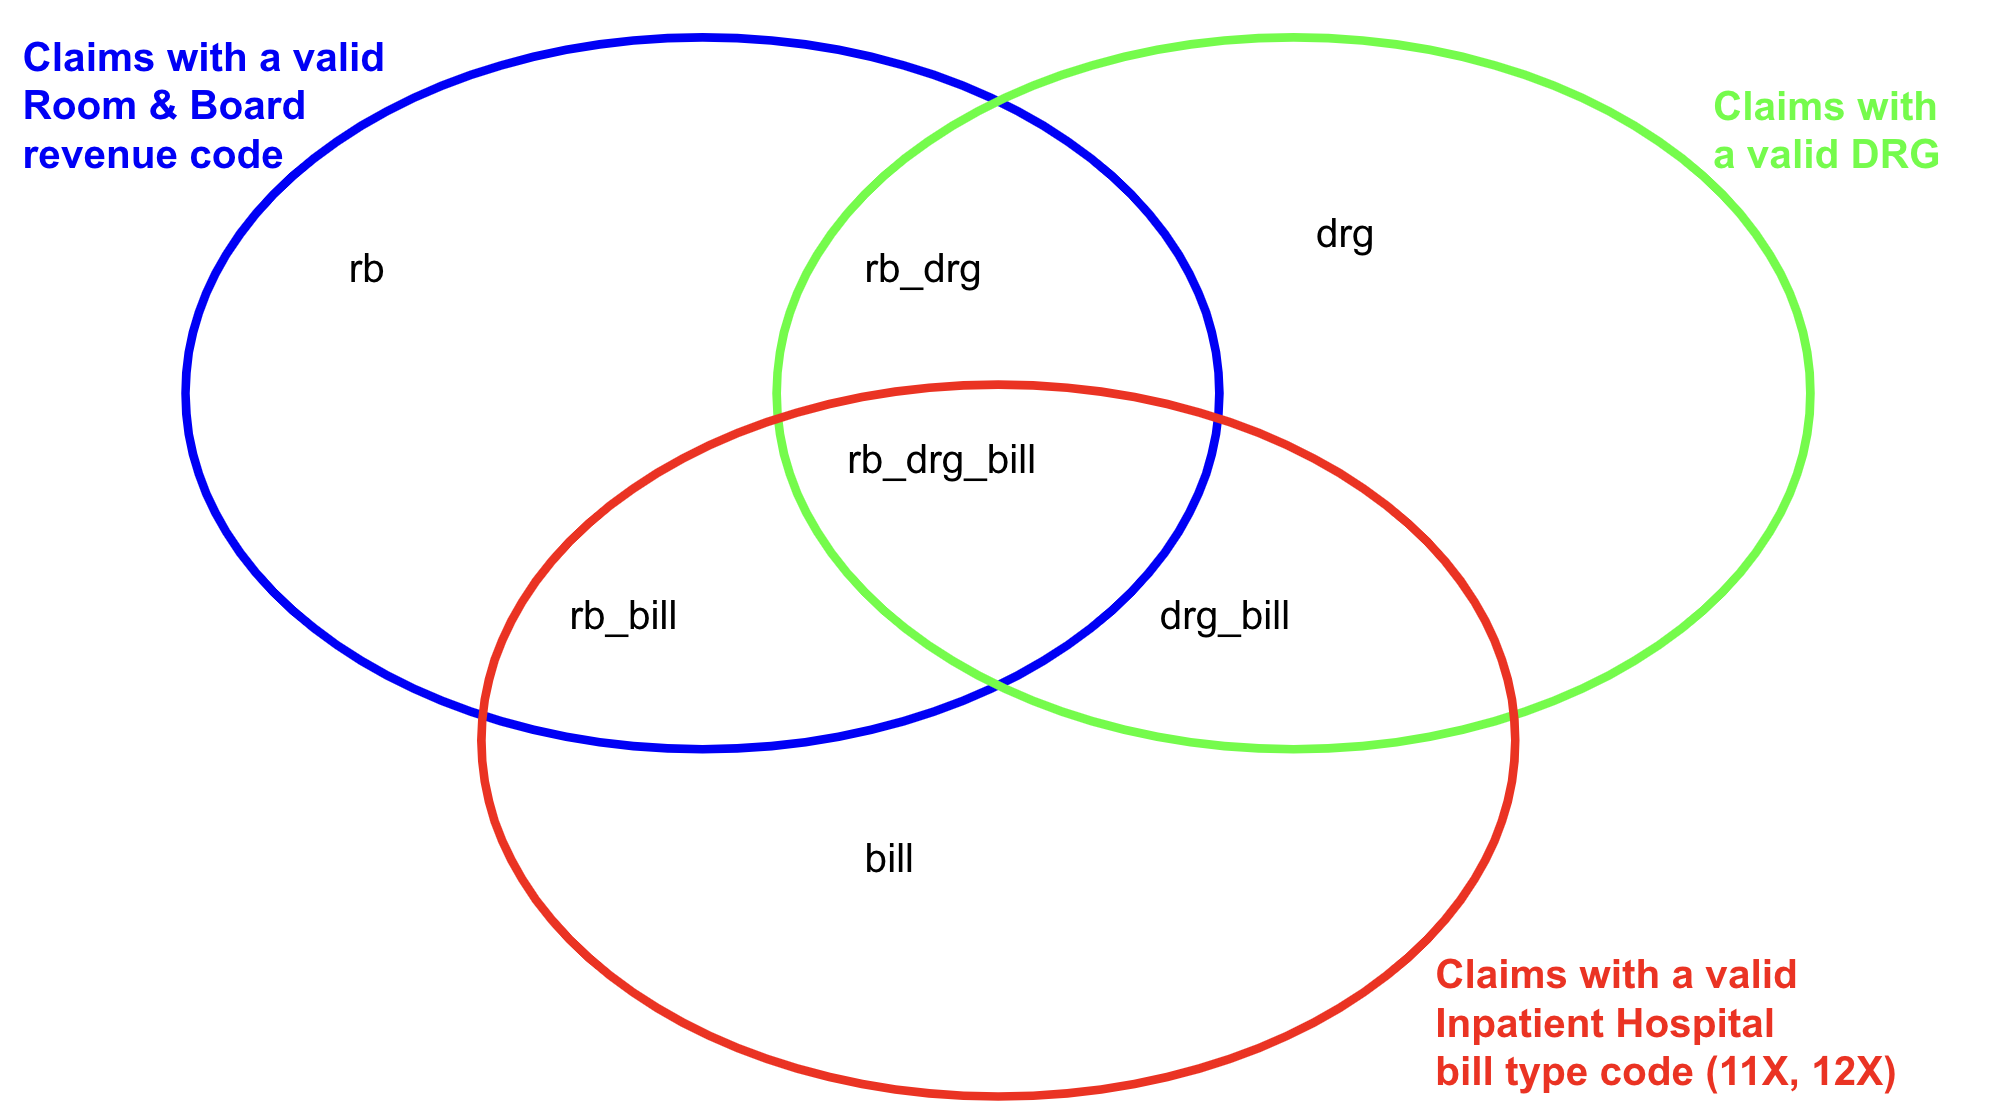 Claims with a valid
Room & Board
revenue code
Claims with
a valid DRG
rb
rb_drg
drg
rb_drg_bill
rb_bill
drg_bill
bill
Claims with a valid
Inpatient Hospital
bill type code (11X, 12X)